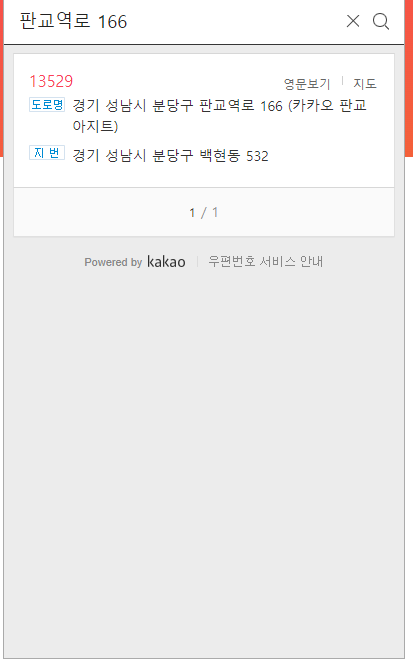 판교역로 166
13529
영문보기 지도
도로명 경기 성남시 분당구 판교역로 166 (카카오 판교
아지트)
지번 경기 성남시 분당구 백현동 532
1 / 1
Powered by kakao 우편번호 서비스 안내